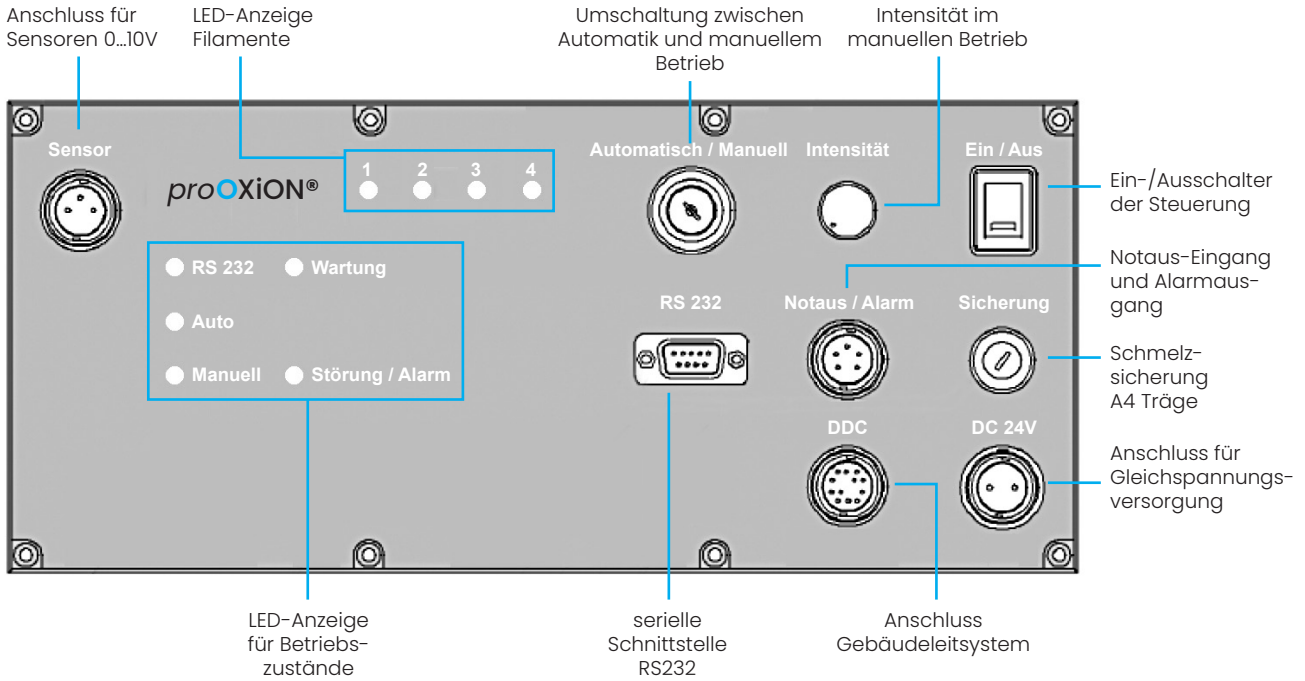 Anschluss für
Sensoren 0...10V
LED-Anzeige
Filamente
Umschaltung zwischen
Automatik und manuellem
Betrieb
Intensität im
manuellen Betrieb
Sensor
proOXiON®
1 2 3 4
Automatisch / Manuell
Intensität
Ein / Aus
Ein-/Ausschalter
der Steuerung
RS 232
Wartung
Auto
Manuell
Störung / Alarm
RS 232
Notaus / Alarm
Sicherung
Notaus-Eingang
und Alarmaus-
gang
Schmelz-
sicherung
A4 Träge
DDC
DC 24V
Anschluss für
Gleichspannungs-
versorgung
LED-Anzeige
für Betriebs-
zustände
serielle
Schnittstelle
RS232
Anschluss
Gebäudeleitsystem